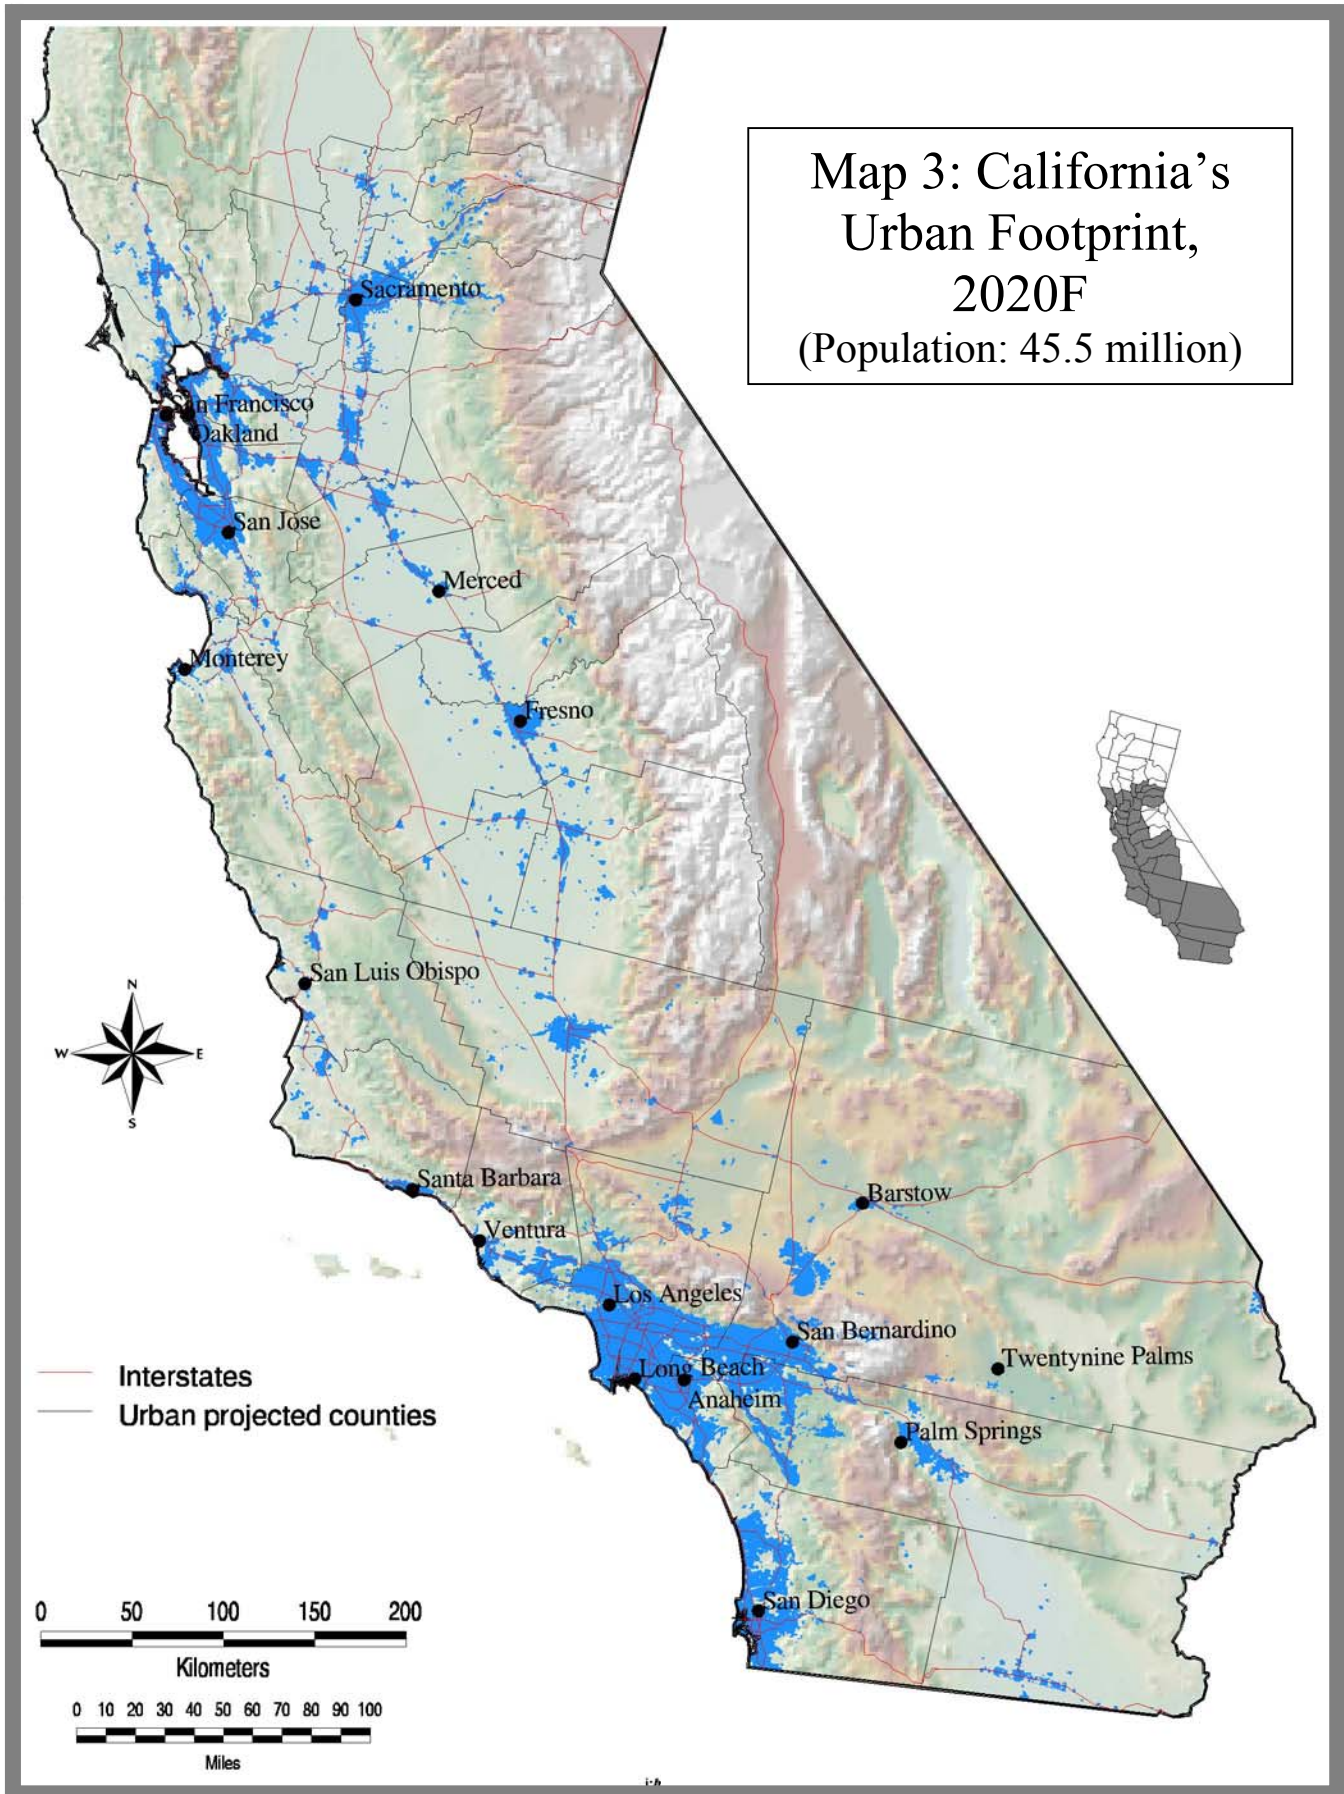 Map 3: California’s
Urban Footprint,
2020F
(Population: 45.5 million)
Sacramento
San Francisco
Oakland
San Jose
Merced
Monterey
Fresno
San Luis Obispo
N
W E
S
Santa Barbara
Barstow
Ventura
Los Angeles
San Bernardino
Twentynine Palms
Long Beach
Anaheim
Interstates
Urban projected counties
Palm Springs
San Diego
0 50 100 150 200
Kilometers
0 10 20 30 40 50 60 70 80 90 100
Miles